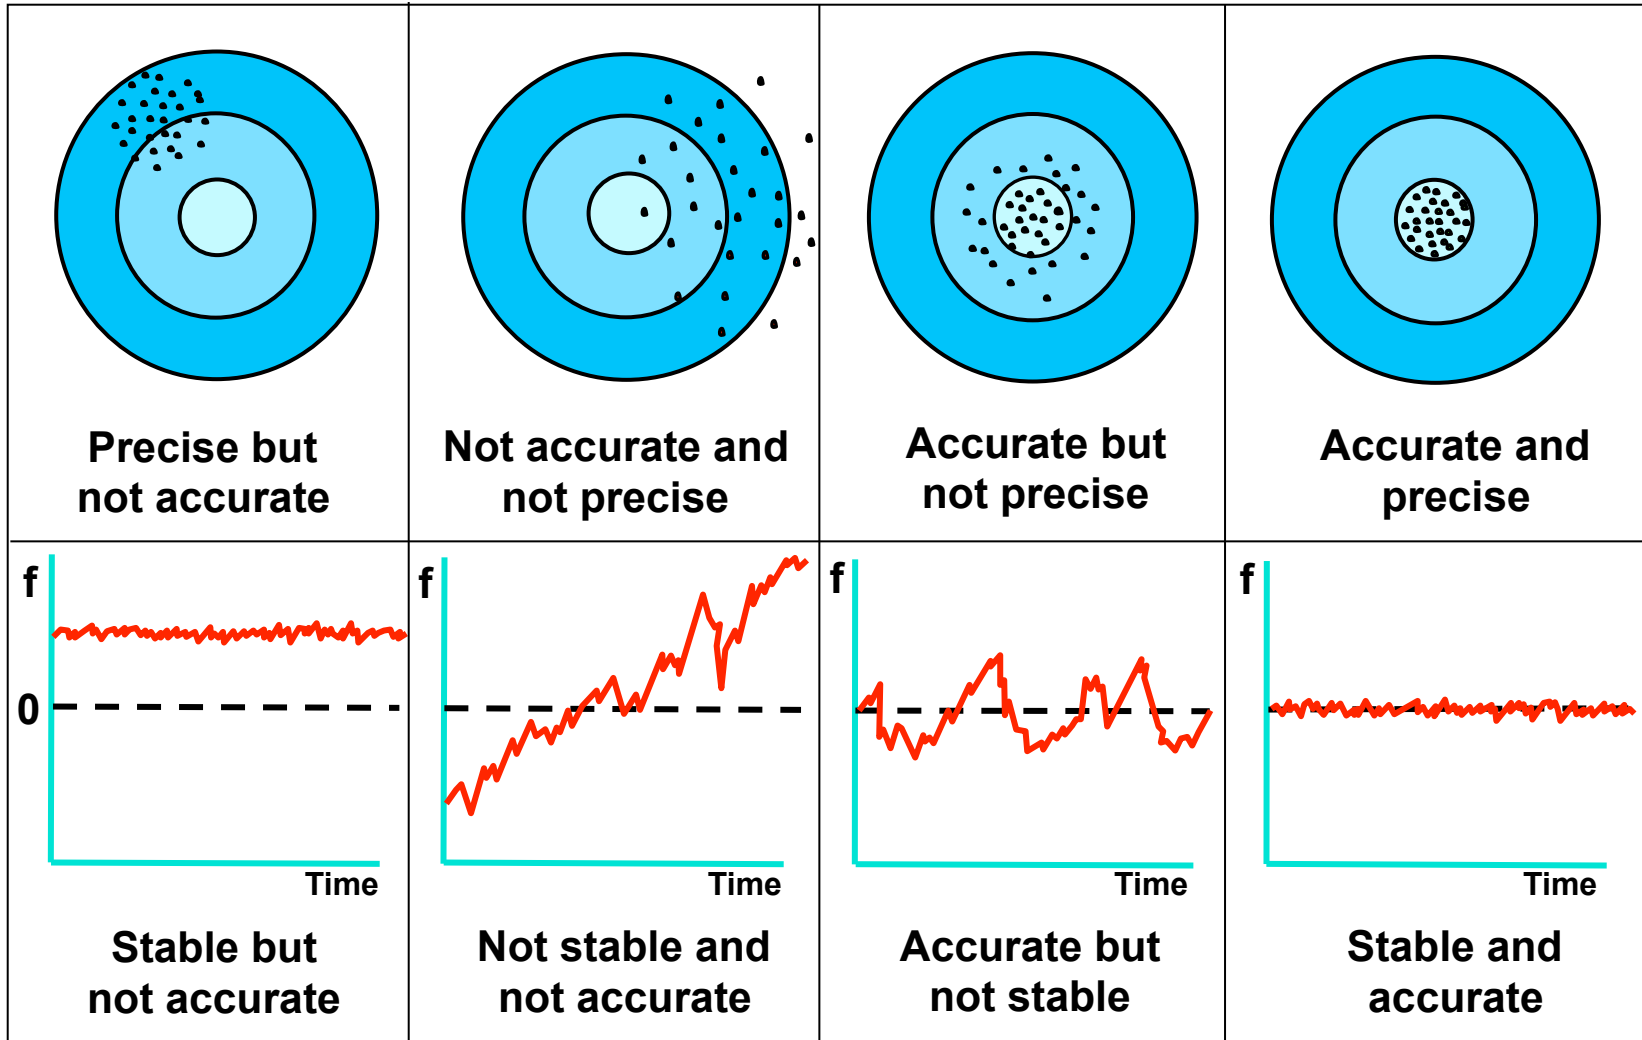 Precise but
not accurate
Not accurate and
not precise
Accurate but
not precise
Accurate and
precise
f
0
Time
f
Time
f
Time
f
Time
Stable but
not accurate
Not stable and
not accurate
Accurate but
not stable
Stable and
accurate